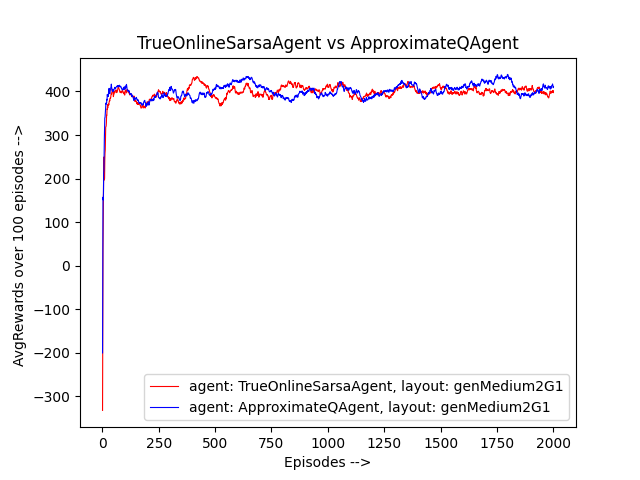 TrueOnlineSarsaAgent vs ApproximateQAgent
AvgRewards over 100 episodes -->
400
300
200
100
0
−100
−200
−300
agent: TrueOnlineSarsaAgent, layout: genMedium2G1
agent: ApproximateQAgent, layout: genMedium2G1
0 250 500 750 1000 1250 1500 1750 2000
Episodes -->